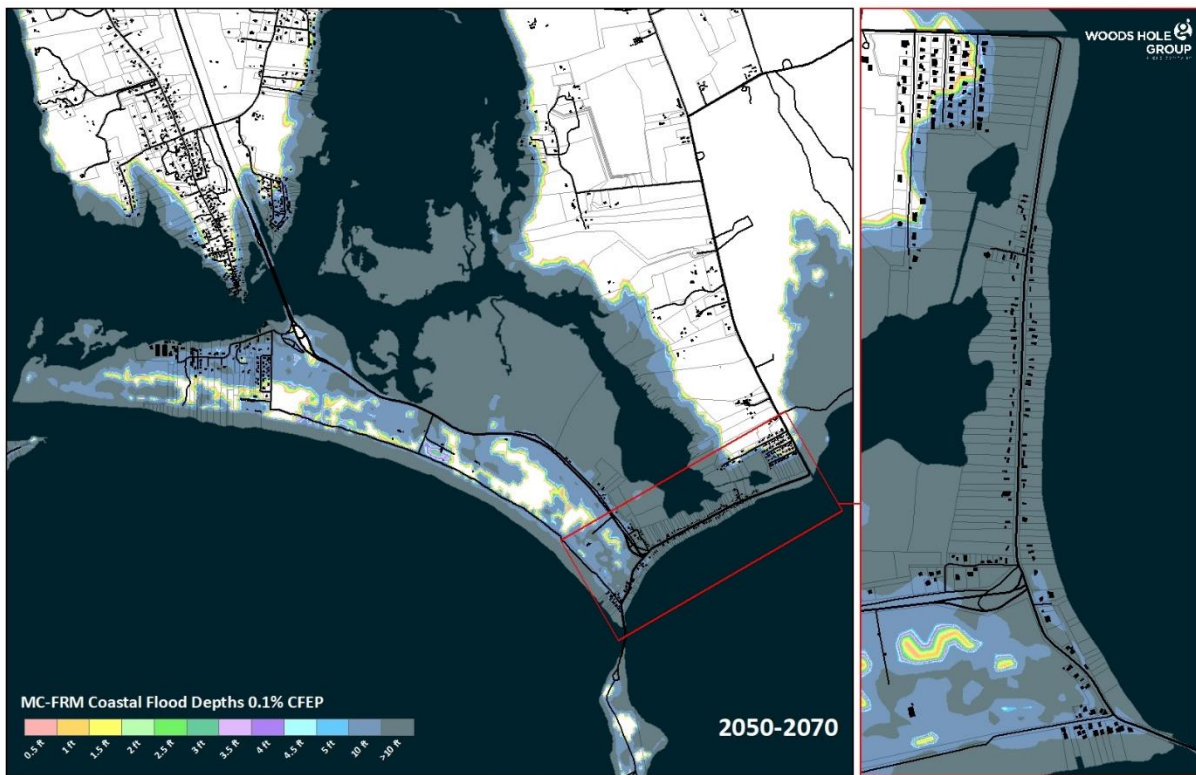 WOODS HOLE
GROUP
MC-FRM Coastal Flood Depths 0.1% CFEP
0.5 ft 1 ft 1.5 ft 2 ft 2.5 ft 3 ft 3.5 ft 4 ft 4.5 ft 5 ft 10 ft >10 ft
2050-2070